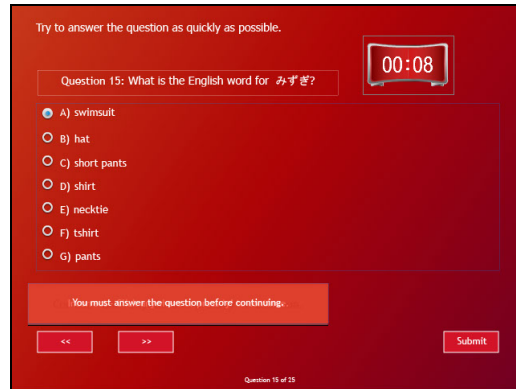 Try to answer the question as quickly as possible.
00:08
Question 15: What is the English word for みずぎ?
A) swimsuit
B) hat
C) short pants
D) shirt
E) necktie
F) tshirt
G) pants
You must answer the question before continuing.
<<
>>
Submit
Question 15 of 25